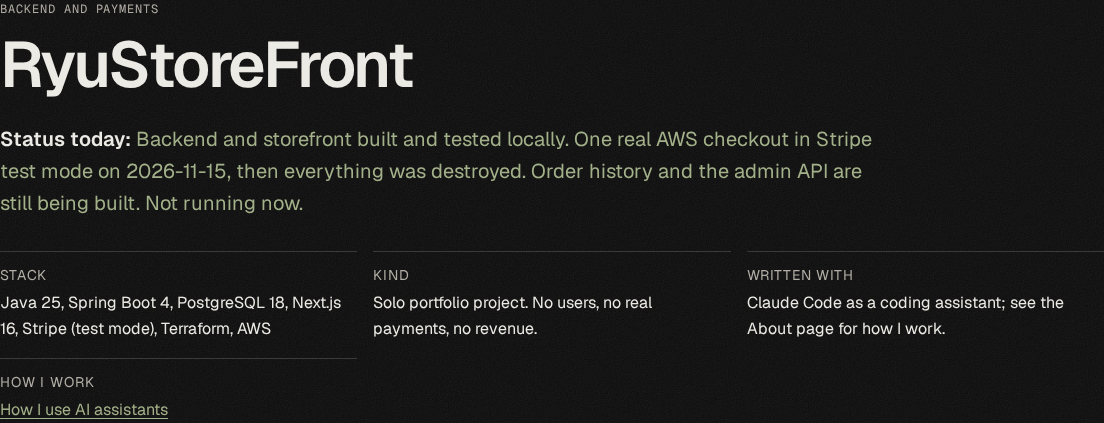 BACKEND AND PAYMENTS
RyuStoreFront
Status today: Backend and storefront built and tested locally. One real AWS checkout in Stripe
test mode on 2026-11-15, then everything was destroyed. Order history and the admin API are
still being built. Not running now.
STACK
Java 25, Spring Boot 4, PostgreSQL 18, Next.js
16, Stripe (test mode), Terraform, AWS
KIND
Solo portfolio project. No users, no real
payments, no revenue.
WRITTEN WITH
Claude Code as a coding assistant; see the
About page for how I work.
HOW I WORK
How I use AI assistants